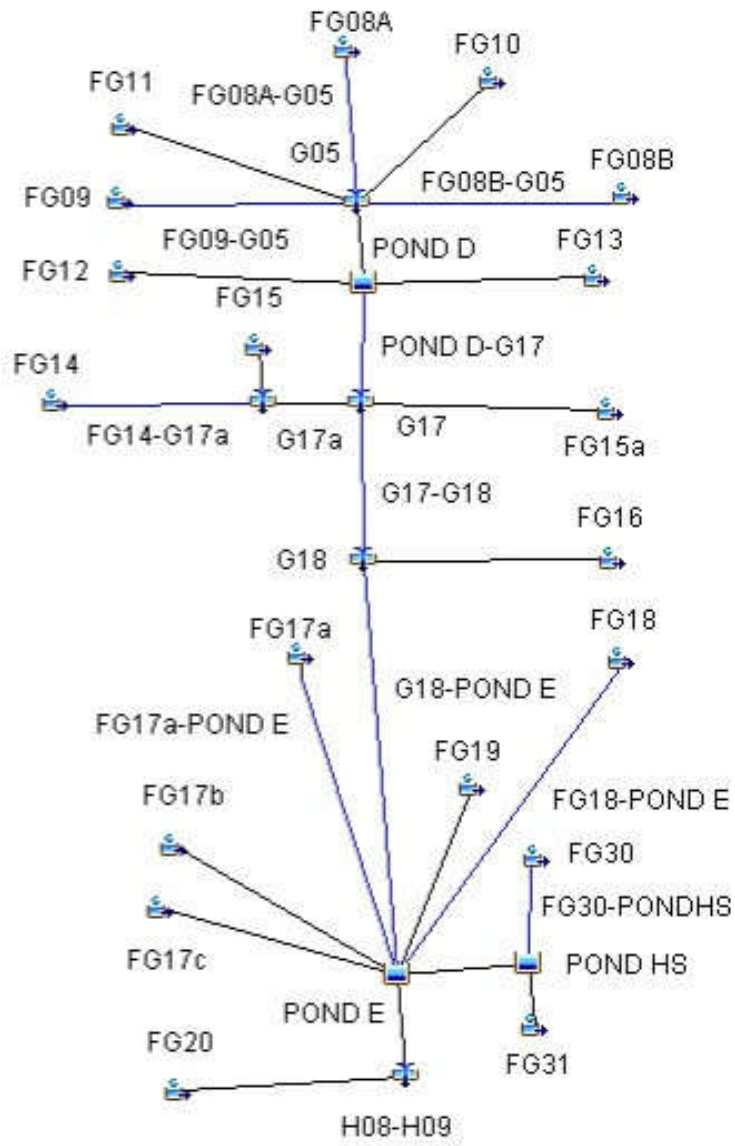 FG08A
FG10
FG11
FG08A-G05
G05
FG08B
FG09
FG08B-G05
FG09-G05
POND D
FG13
FG12
FG15
POND D-G17
FG14
FG14-G17a
G17a
G17
FG15a
G17-G18
FG16
G18
FG17a
FG18
G18-POND E
FG17a-POND E
FG19
FG17b
FG18-POND E
FG30
FG30-PONDHS
FG17c
POND HS
POND E
FG20
FG31
H08-H09